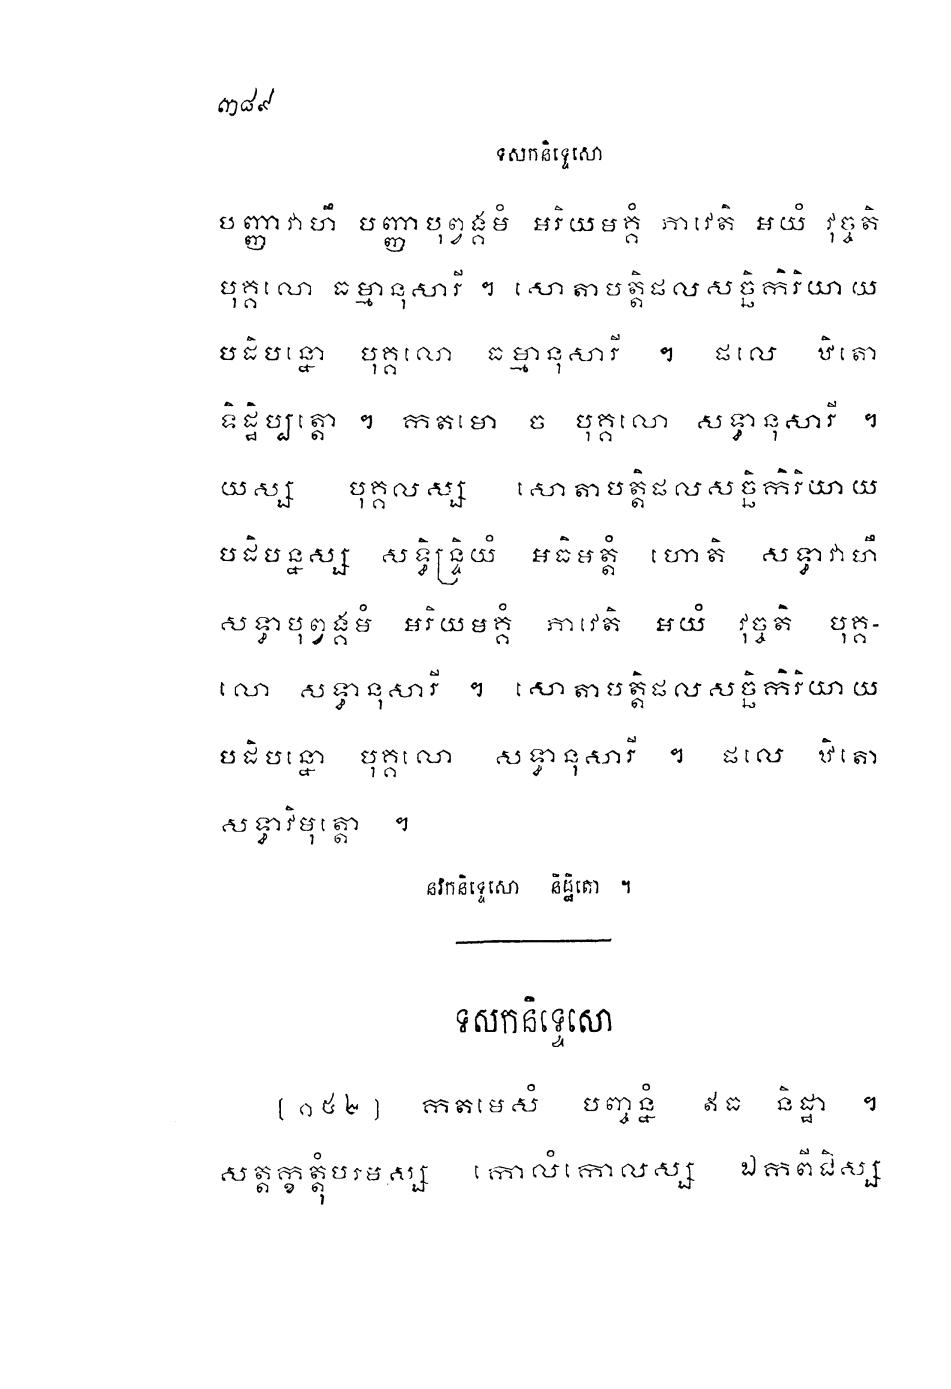 ៣៨៩
ទសកនិទ្ទេសោ
បញ្ញាវាហឹ បញ្ញាបុព្វង្គមំ អរិយមគ្គំ ភាវេតិ អយំ វុច្ចតិ
បុគ្គលោ ធម្មានុសារី ។ សោតាបត្តិផលសច្ឆិកិរិយាយ
បដិបន្នោ បុគ្គលោ ធម្មានុសារី ។ ផលេ ឋិតោ
ទិដ្ឋិប្បត្តោ ។ កតមោ ច បុគ្គលោ សទ្ធានុសារី ។
យស្ស បុគ្គលស្ស សោតាបត្តិផលសច្ឆិកិរិយាយ
បដិបន្នស្ស សទ្ធិន្ទ្រិយំ អធិមត្តំ ហោតិ សទ្ធាវាហឹ
សទ្ធាបុព្វង្គមំ អរិយមគ្គំ ភាវេតិ អយំ វុច្ចតិ បុគ្គ-
លោ សទ្ធានុសារី ។ សោតាបត្តិផលសច្ឆិកិរិយាយ
បដិបន្នោ បុគ្គលោ សទ្ធានុសារី ។ ផលេ ឋិតោ
សទ្ធាវិមុត្តោ ។
នវកនិទ្ទេសោ និដ្ឋិតោ ។
ទសកនិទ្ទេសោ
[១៥២] កតមេសំ បញ្ចន្នំ ឥធ និដ្ឋា ។
សត្តក្ខត្តុំបរមស្ស កោលំកោលស្ស ឯកពីជិស្ស